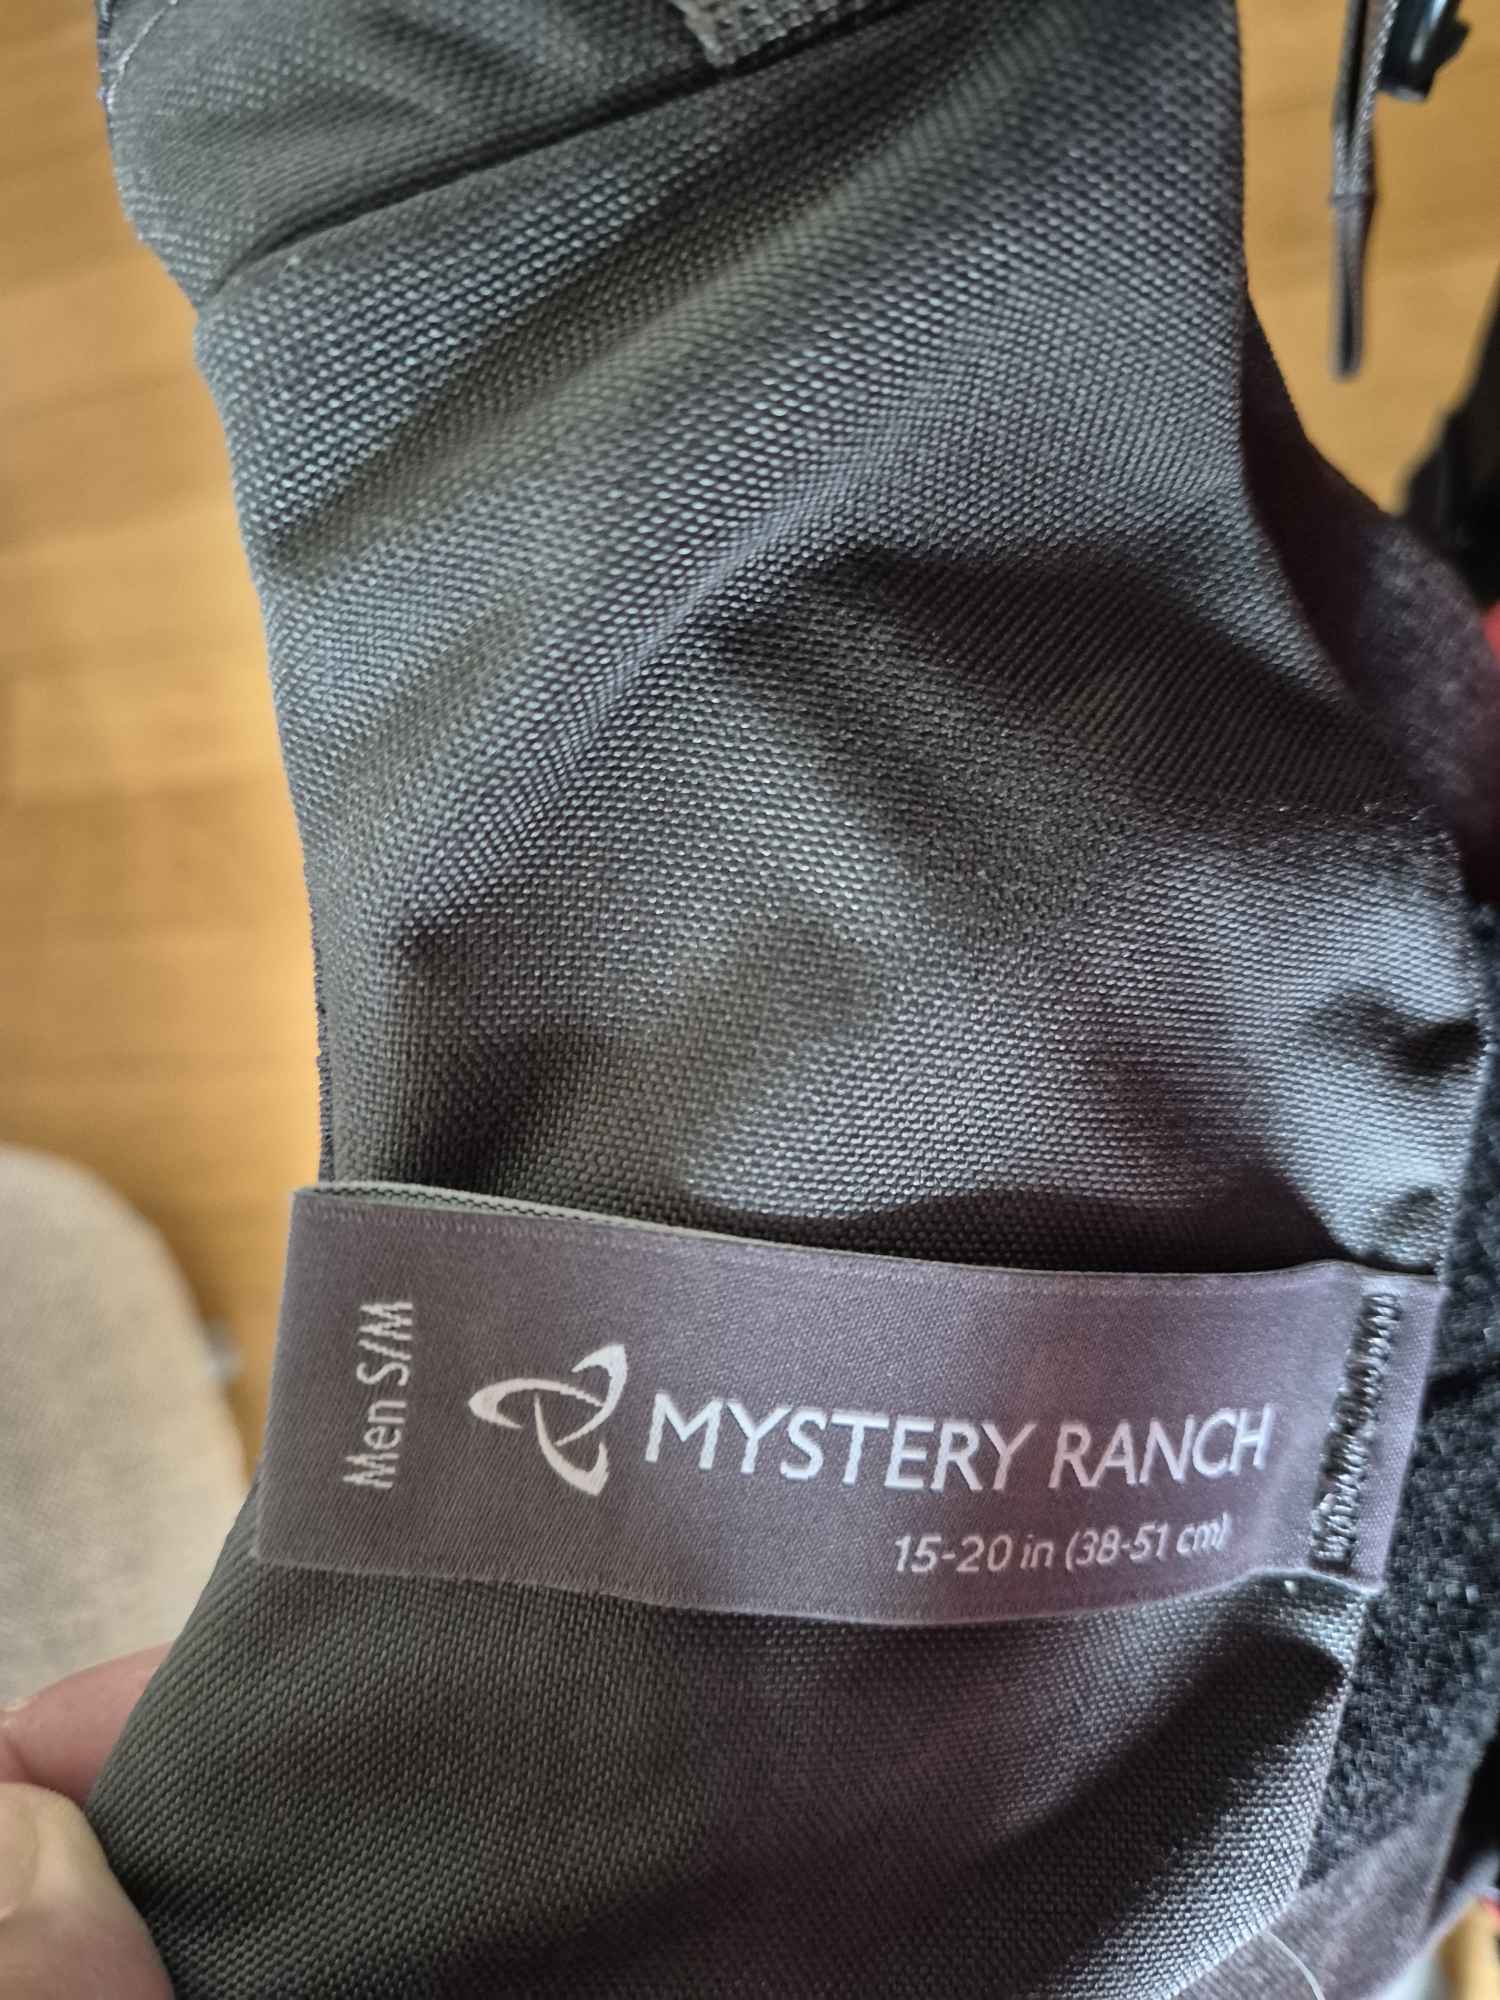 Men S/M
MYSTERY RANCH
15-20 in (38-51 cm)